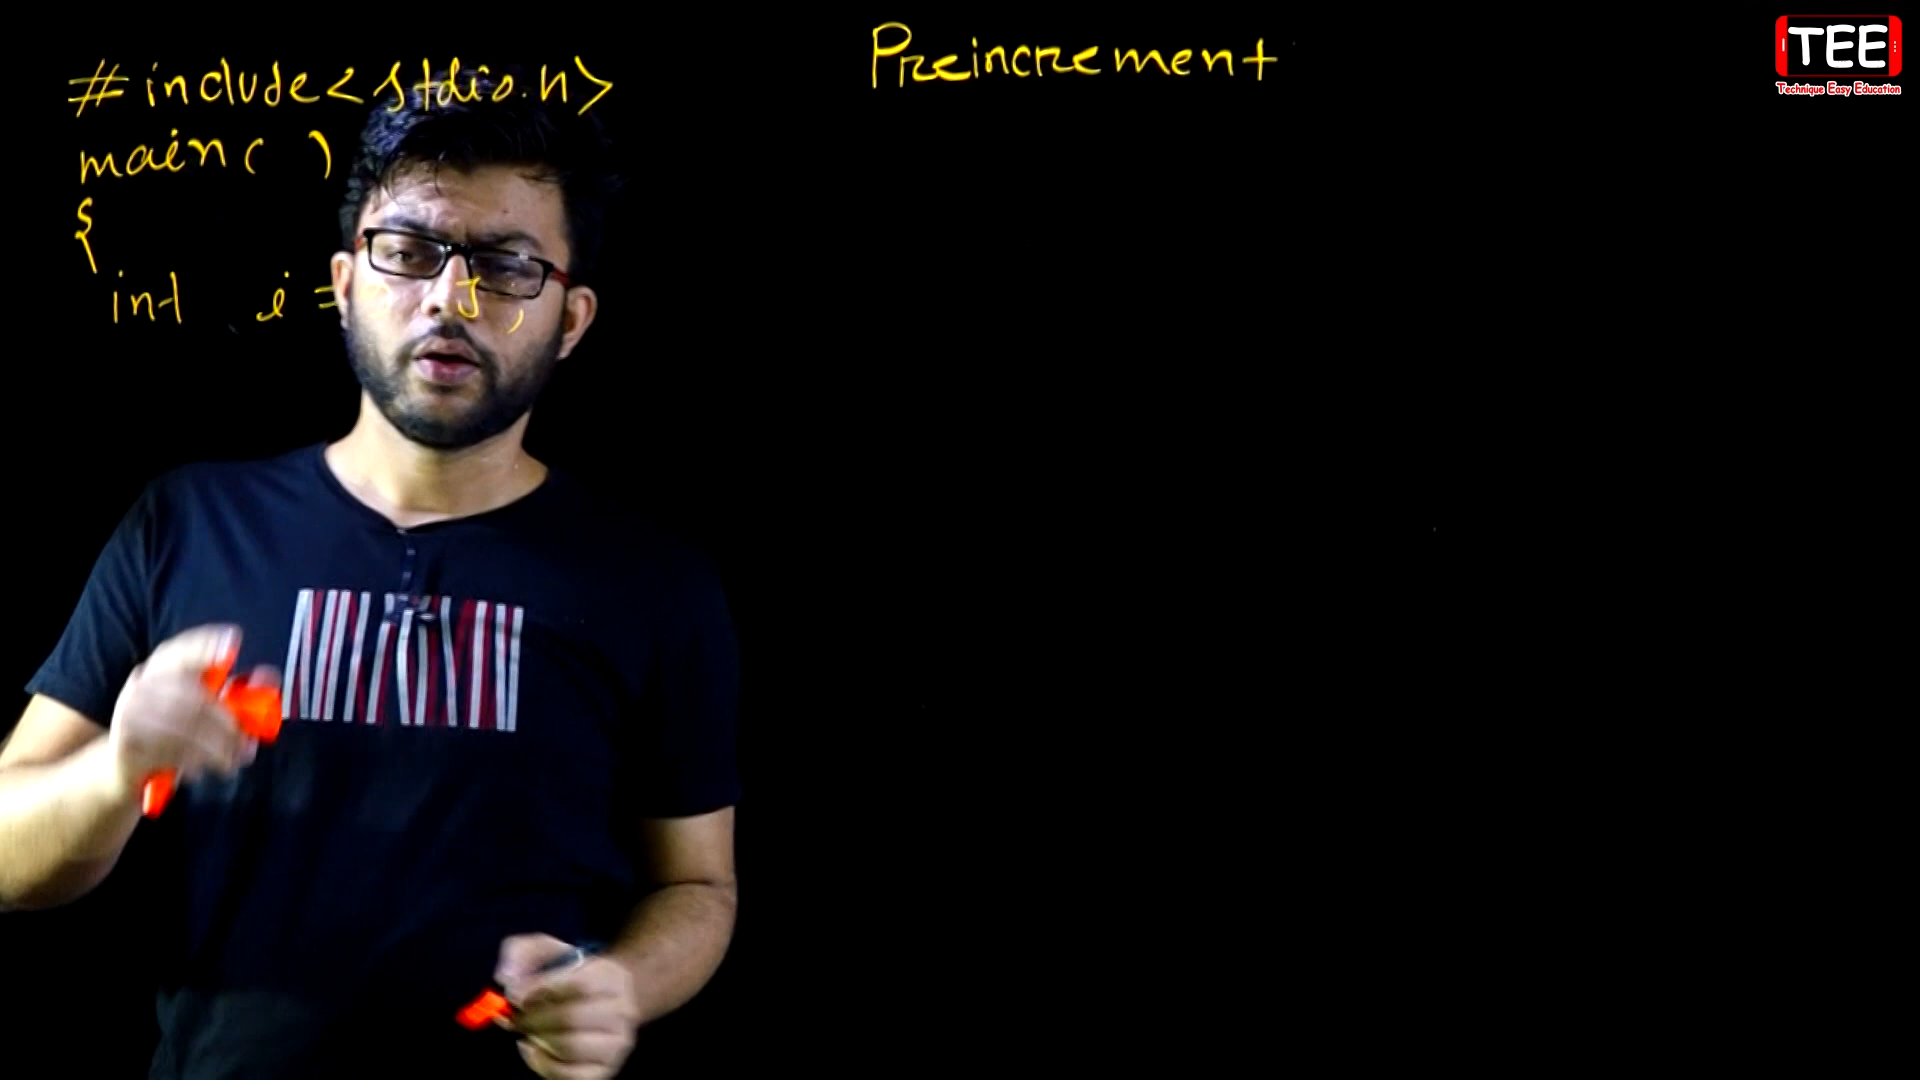 Preincrement
#include<stdio.h>
main( )
{
int i = j;
TEE
Technique Easy Education